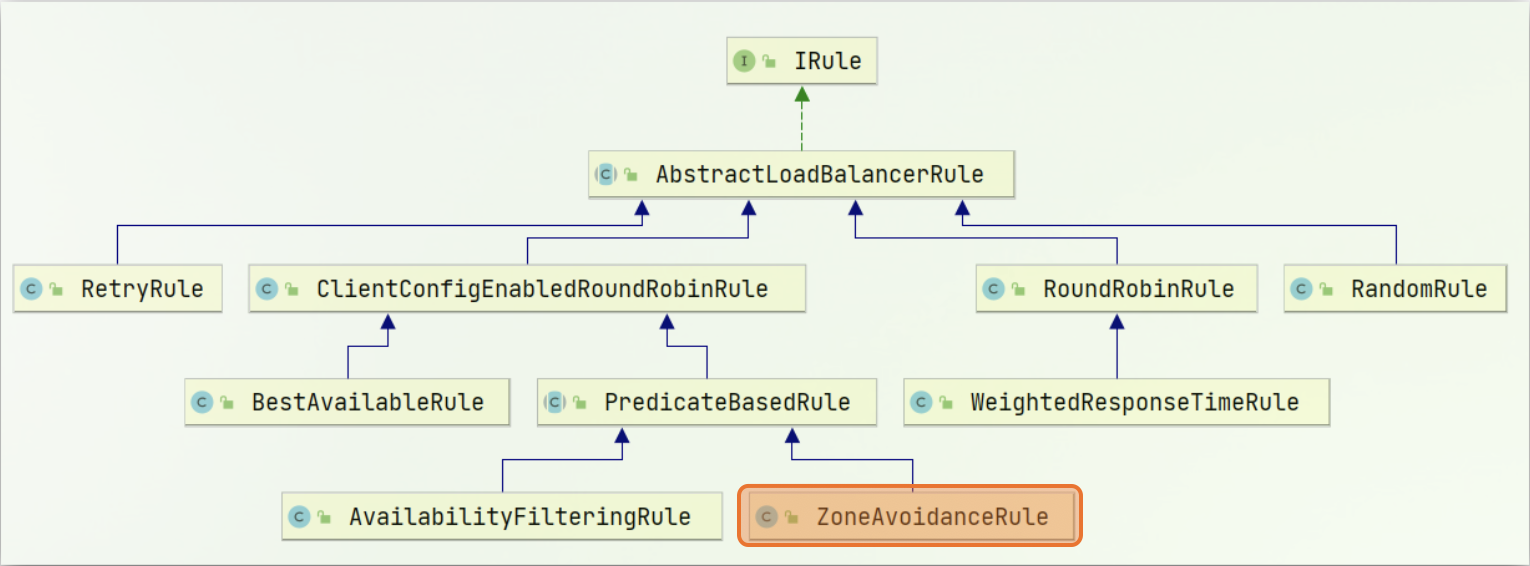 I IRule
C AbstractLoadBalancerRule
C RetryRule
C ClientConfigEnabledRoundRobinRule
C RoundRobinRule
C RandomRule
C BestAvailableRule
C PredicateBasedRule
C WeightedResponseTimeRule
C AvailabilityFilteringRule
C ZoneAvoidanceRule